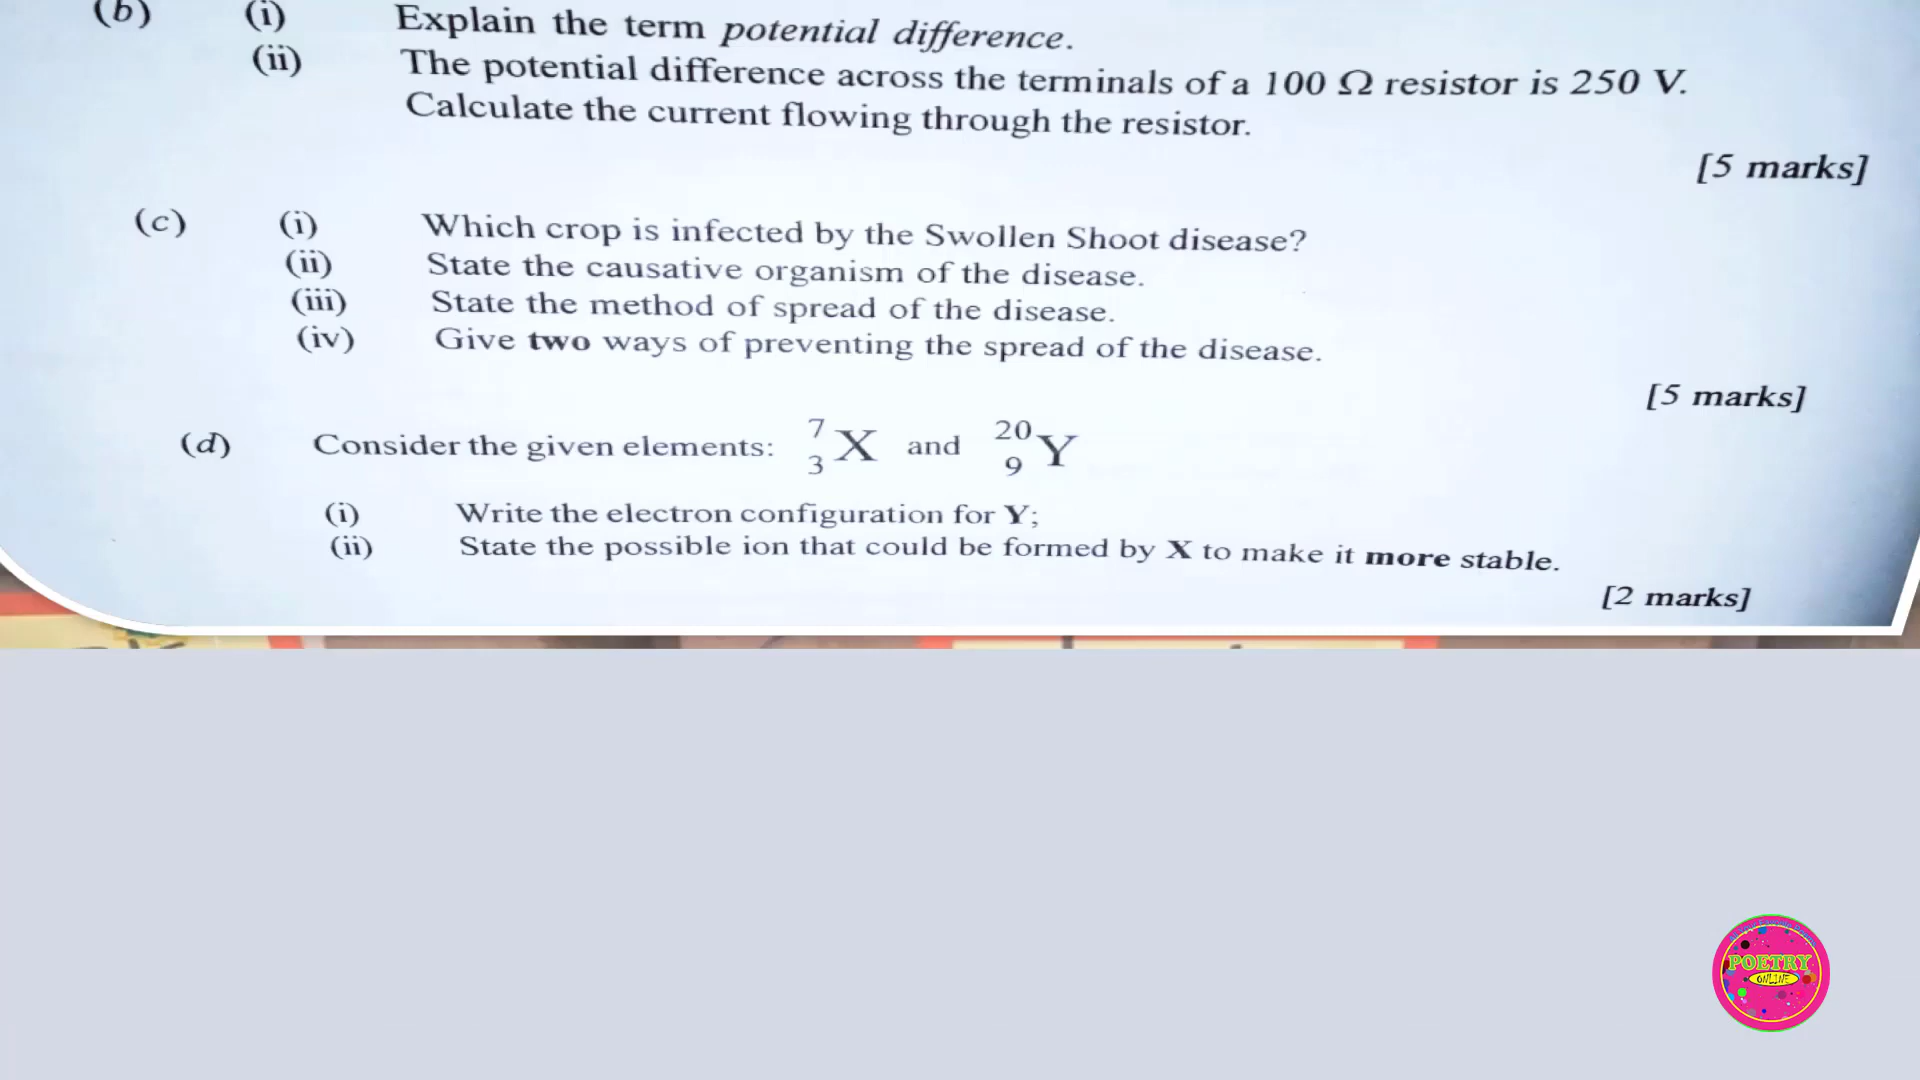 (b) (i) Explain the term potential difference.
(ii) The potential difference across the terminals of a 100 Ω resistor is 250 V.
Calculate the current flowing through the resistor.
[5 marks]
(c) (i) Which crop is infected by the Swollen Shoot disease?
(ii) State the causative organism of the disease.
(iii) State the method of spread of the disease.
(iv) Give two ways of preventing the spread of the disease.
[5 marks]
(d) Consider the given elements: ⁷₃X and ²⁰₉Y
(i) Write the electron configuration for Y;
(ii) State the possible ion that could be formed by X to make it more stable.
[2 marks]
POETRY
ONLINE